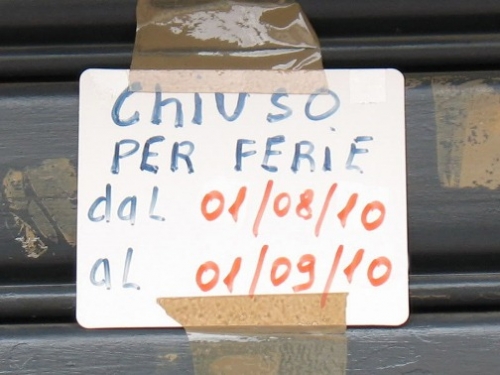 CHIUSO
PER FERIE
daL 01/08/10
aL 01/09/10